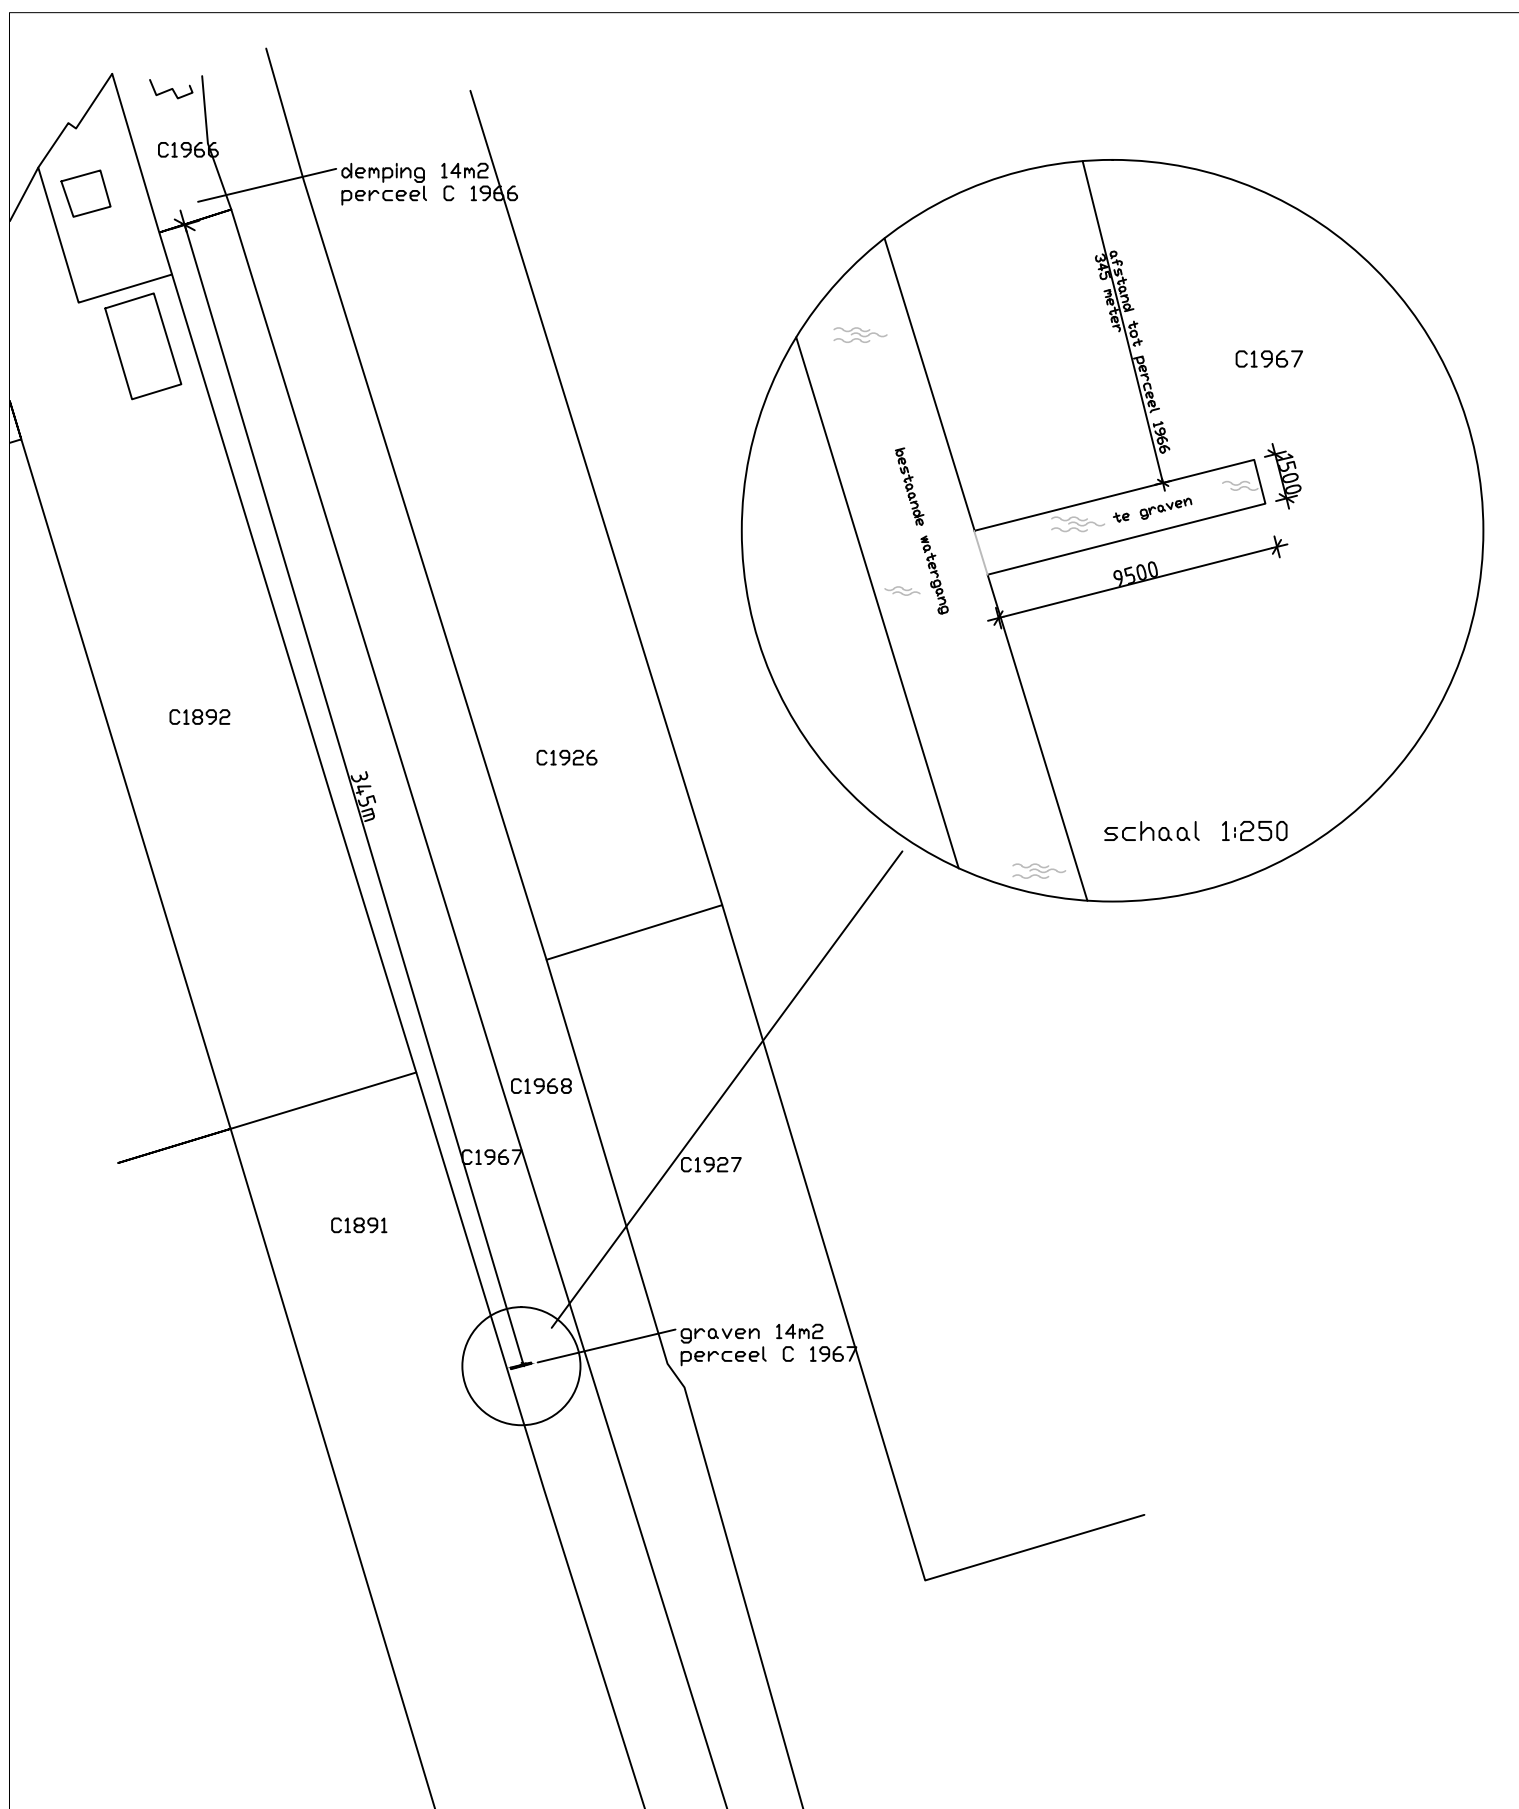 C1966
demping 14m2
perceel C 1966
afstand tot perceel 1966
345 meter
C1967
bestaande watergang
1500
te graven
9500
schaal 1:250
C1892
C1926
345m
C1968
C1967
C1927
C1891
graven 14m2
perceel C 1967